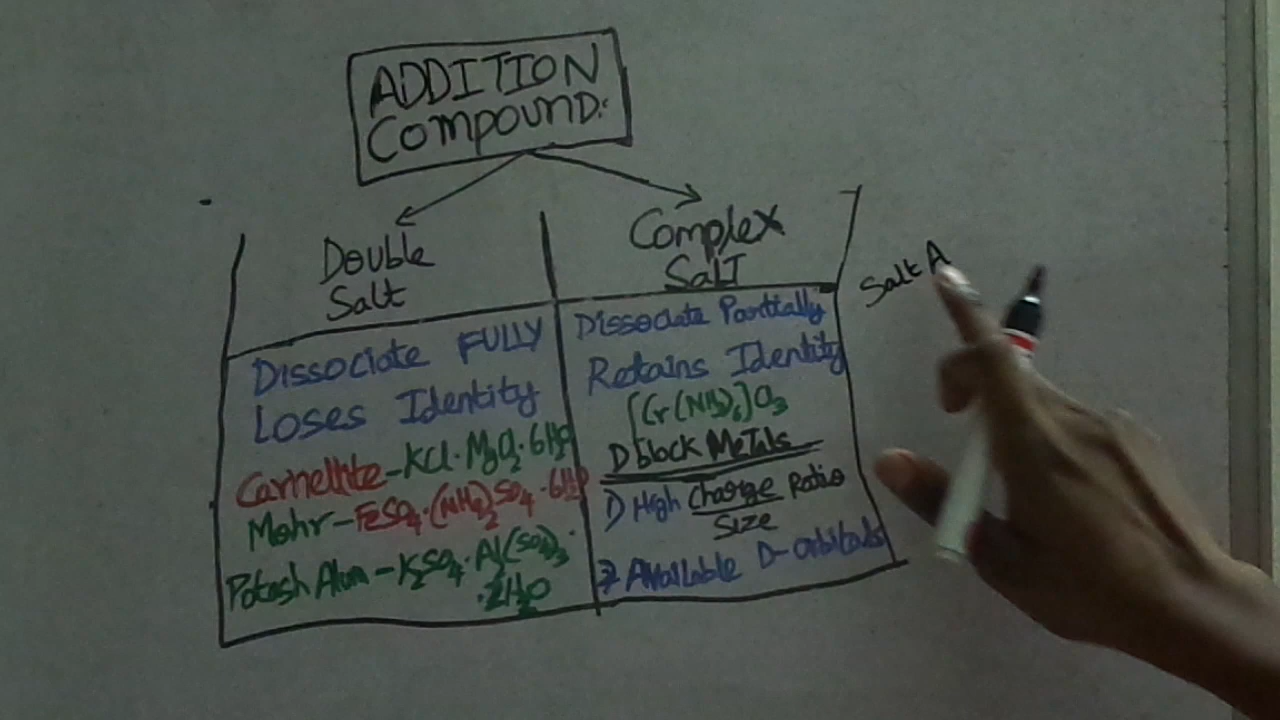 ADDITION
COMPOUND:
Double
Salt
Complex
Salt
Salt A
Dissociate FULLY
Loses Identity
Carnellite-KCl·MgCl₂·6H₂O
Mohr-FeSO₄·(NH₄)₂SO₄·6H₂O
Potash Alum-K₂SO₄·Al₂(SO₄)₃·
Dissociate Partially
Retains Identity
[Cr(NH₃)₆]Cl₃
D block Metals
1) High Charge Ratio
Size
2 Available D-orbitals